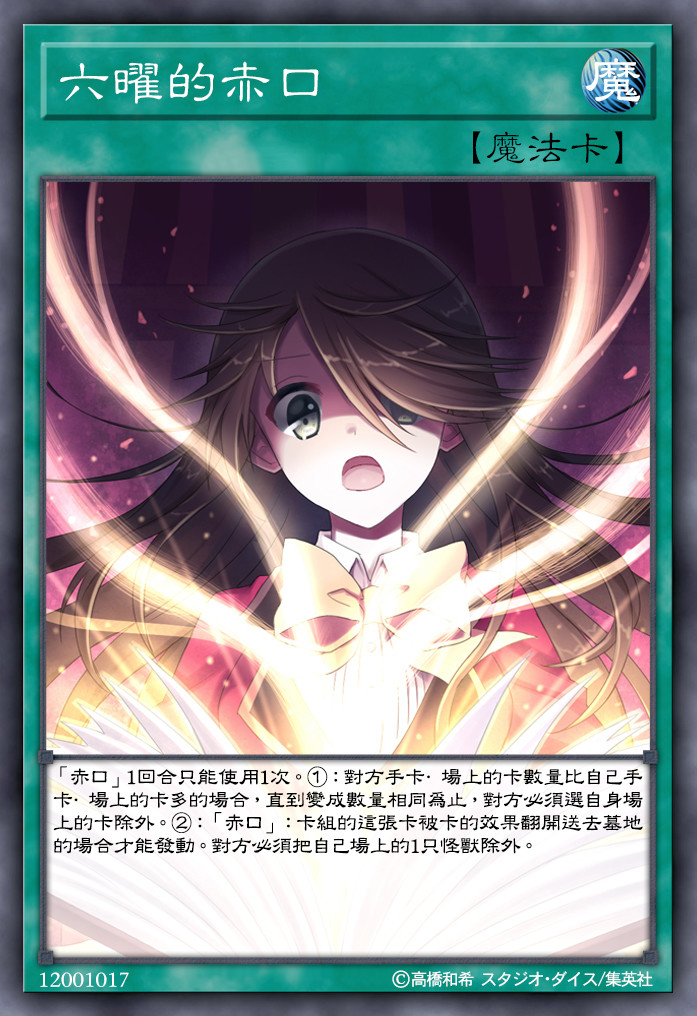 六曜的赤口
魔
【魔法卡】
「赤口」1回合只能使用1次。①：對方手卡· 場上的卡數量比自己手
卡· 場上的卡多的場合，直到變成數量相同爲止，對方必須選自身場
上的卡除外。②：「赤口」：卡組的這張卡被卡的效果翻開送去墓地
的場合才能發動。對方必須把自己場上的1只怪獸除外。
12001017
©高橋和希 スタジオ・ダイス/集英社